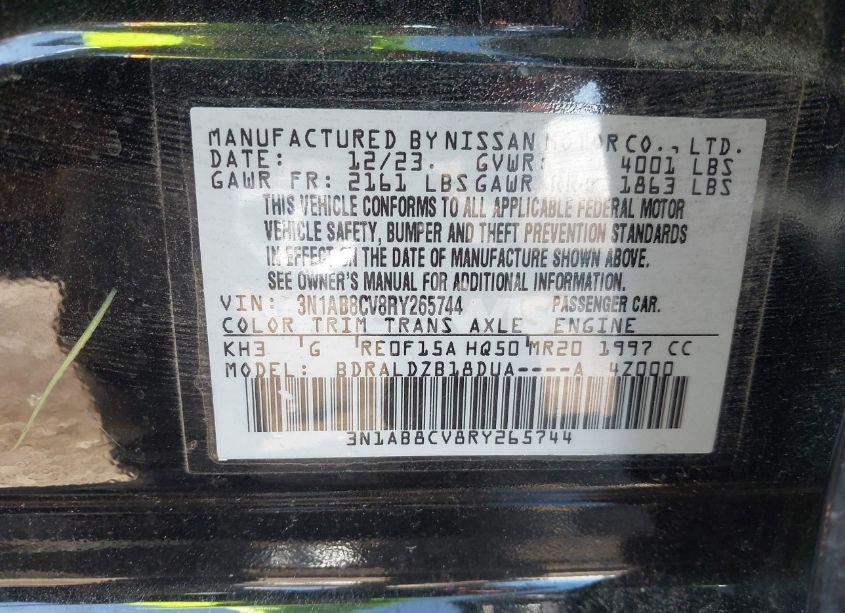 MANUFACTURED BY NISSAN MOTOR CO., LTD.
DATE: 12/23. GVWR: 4001 LBS
GAWR FR: 2161 LBS GAWR RR: 1863 LBS
THIS VEHICLE CONFORMS TO ALL APPLICABLE FEDERAL MOTOR
VEHICLE SAFETY, BUMPER AND THEFT PREVENTION STANDARDS
IN EFFECT ON THE DATE OF MANUFACTURE SHOWN ABOVE.
SEE OWNER'S MANUAL FOR ADDITIONAL INFORMATION.
VIN: 3N1AB8CV8RY265744 PASSENGER CAR.
COLOR TRIM TRANS AXLE ENGINE
KH3 G RE0F15A HQ50 MR20 1997 CC
MODEL: BDRALDZB18DUA----A 4Z000
3N1AB8CV8RY265744